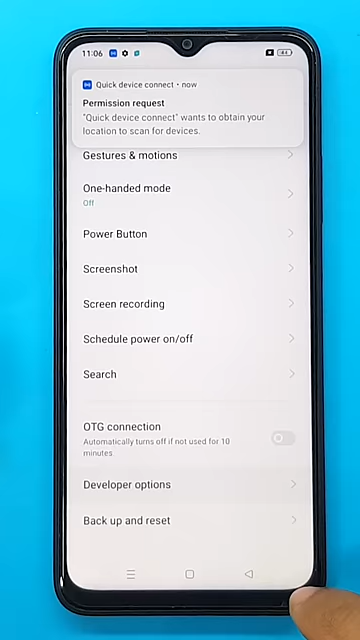 11:06
Quick device connect • now
Permission request
"Quick device connect" wants to obtain your
location to scan for devices.
Gestures & motions
One-handed mode
Off
Power Button
Screenshot
Screen recording
Schedule power on/off
Search
OTG connection
Automatically turns off if not used for 10
minutes
Developer options
Back up and reset